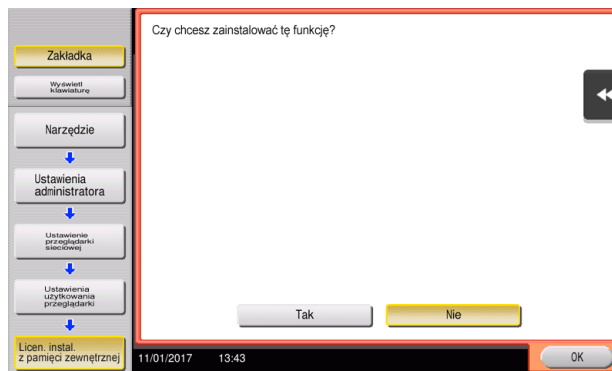 Czy chcesz zainstalować tę funkcję?
Zakładka
Wyświetl
klawiaturę
Narzędzie
Ustawienia
administratora
Ustawienie
przeglądarki
sieciowej
Ustawienia
użytkowania
przeglądarki
Licen. instal.
z pamięci zewnętrznej
Tak
Nie
11/01/2017 13:43
OK